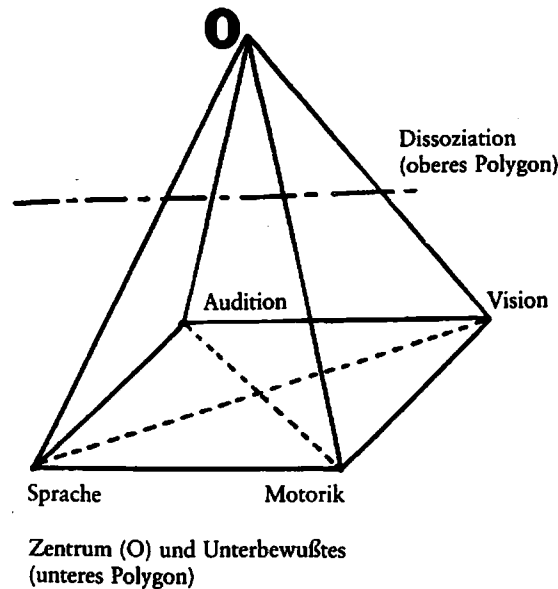 O
Dissoziation
(oberes Polygon)
Audition
Vision
Sprache
Motorik
Zentrum (O) und Unterbewußtes
(unteres Polygon)